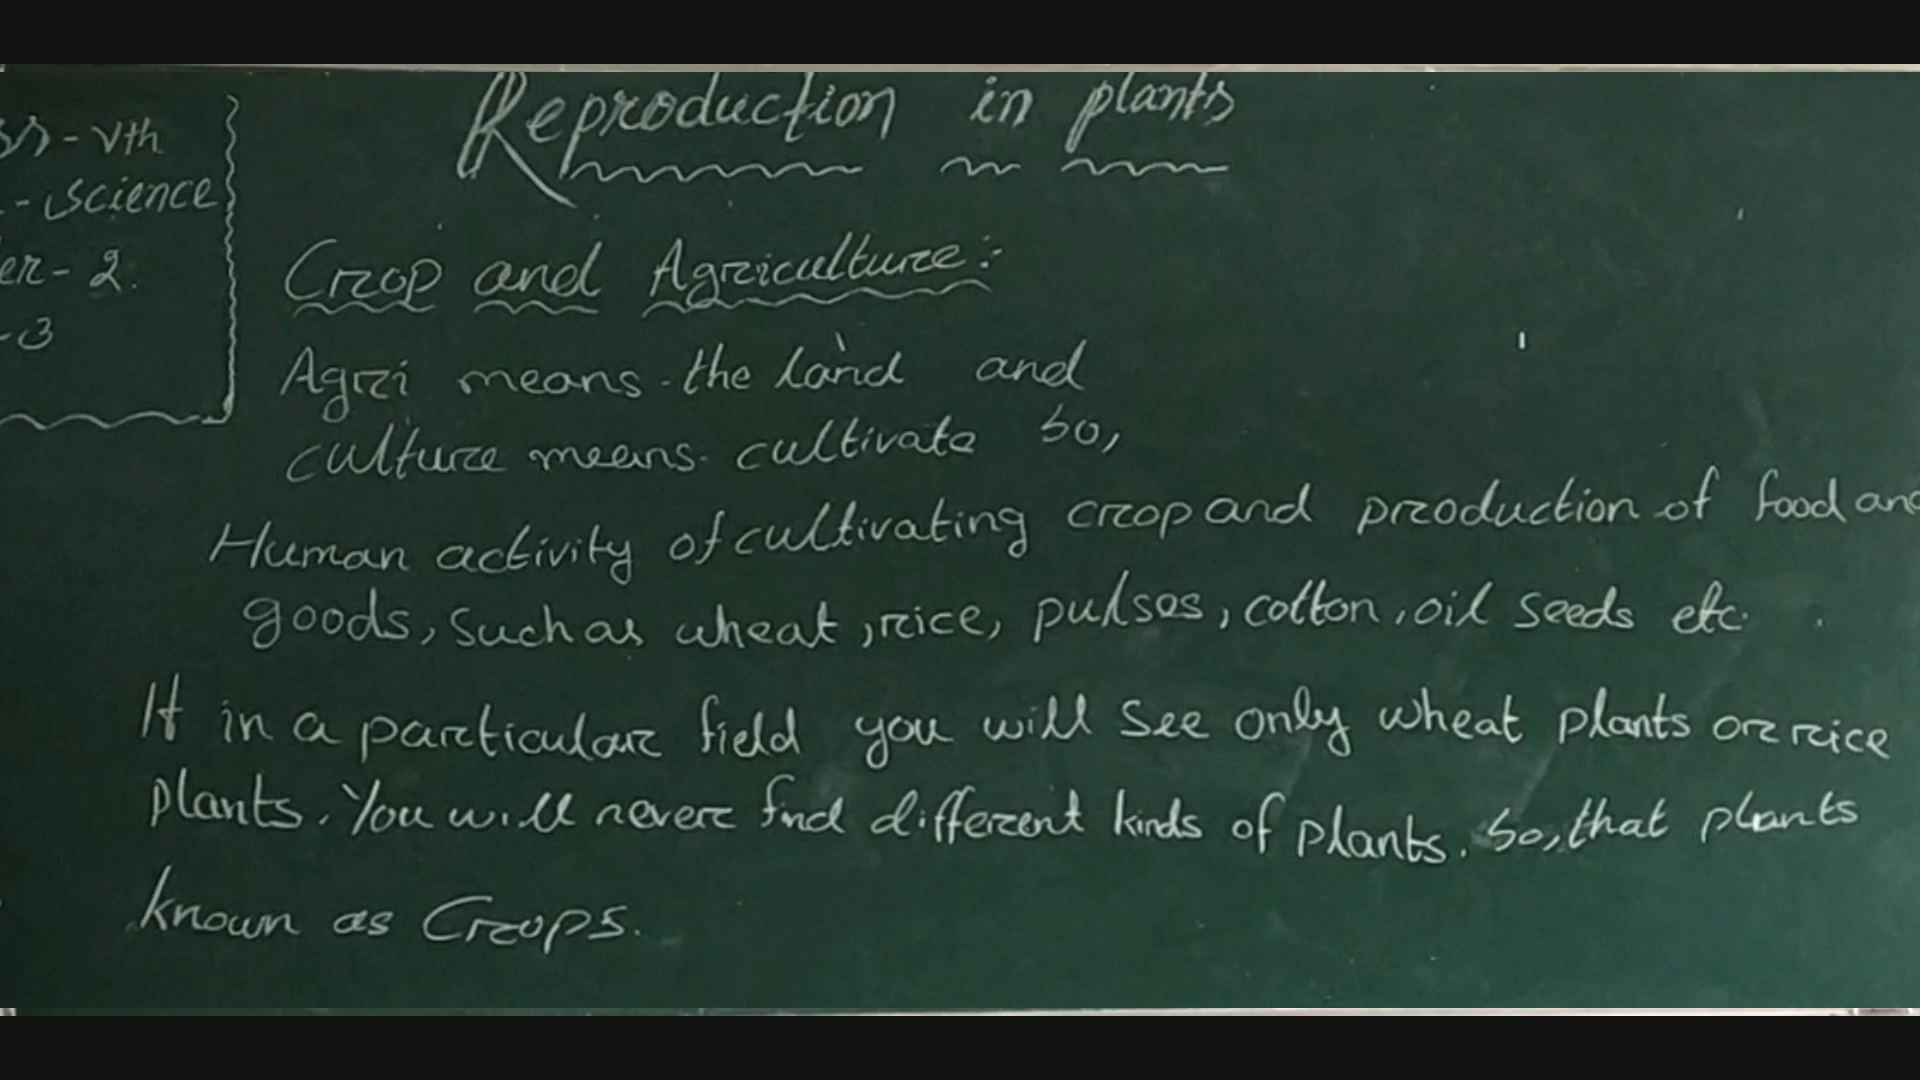 Reproduction in plants
- Vth
- Science
- 2.
- 3
Crop and Agriculture:-
Agri means the land and
culture means cultivate So,
Human activity of cultivating crop and production of food and
goods, such as wheat, rice, pulses, cotton, oil seeds etc.
It in a particular field you will see only wheat plants or rice
plants. You will never find different kinds of plants. So, that plants
known as Crops.